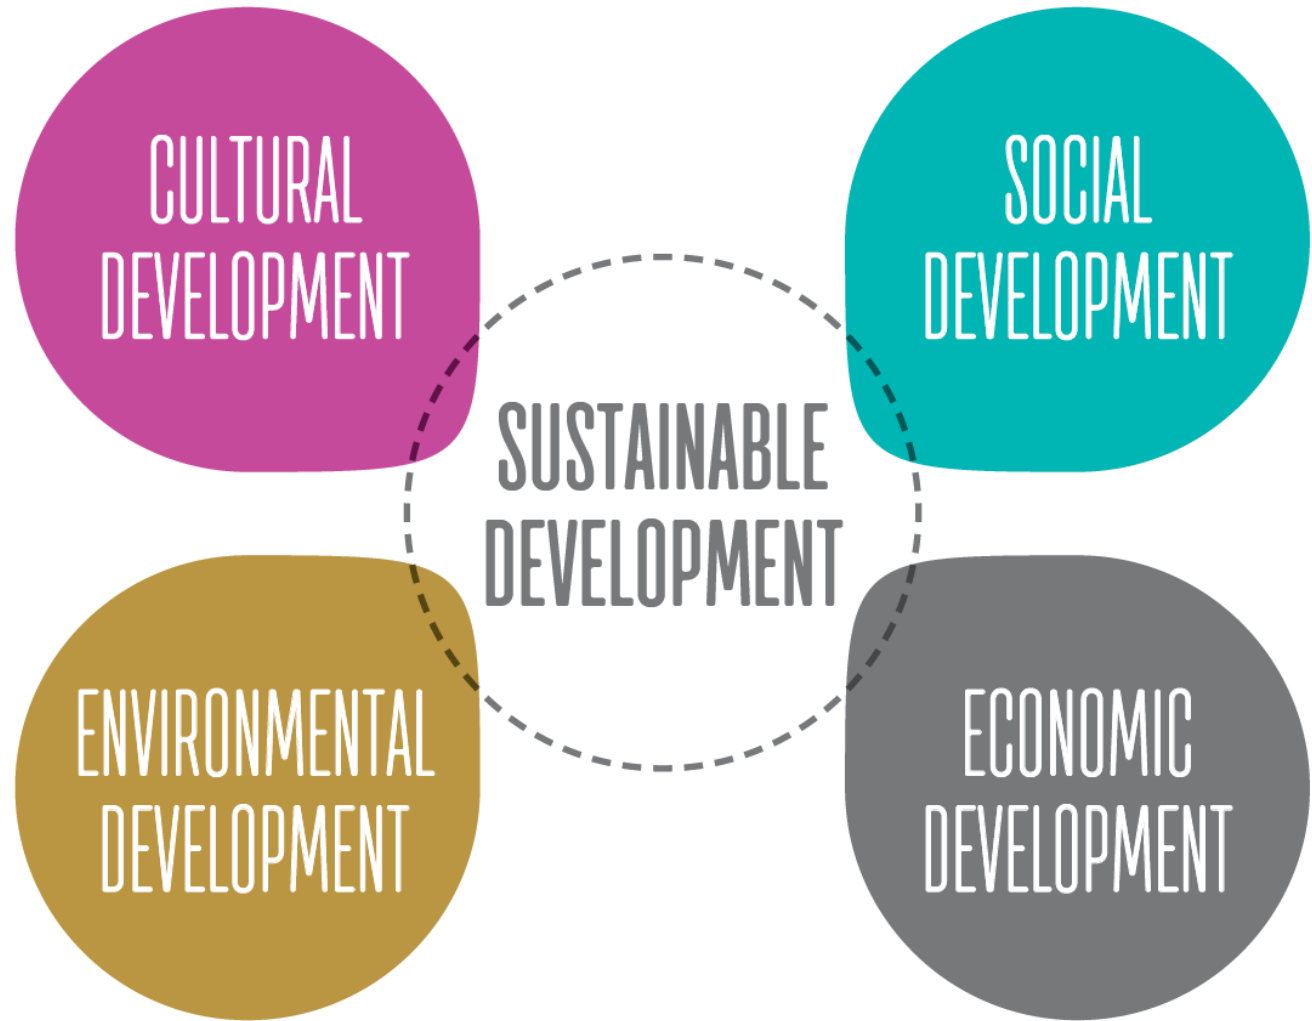 CULTURAL
DEVELOPMENT
SOCIAL
DEVELOPMENT
SUSTAINABLE
DEVELOPMENT
ENVIRONMENTAL
DEVELOPMENT
ECONOMIC
DEVELOPMENT